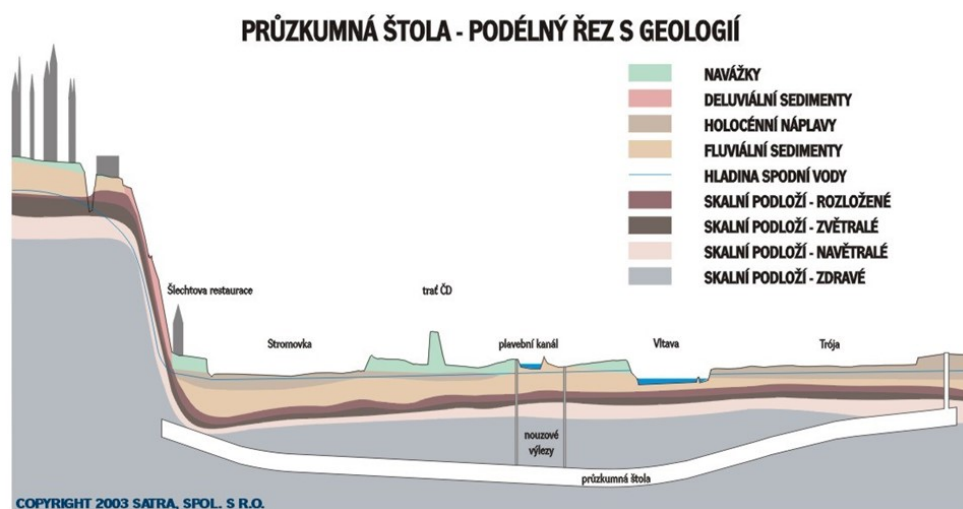 PRŮZKUMNÁ ŠTOLA - PODÉLNÝ ŘEZ S GEOLOGIÍ
NAVÁŽKY
DELUVIÁLNÍ SEDIMENTY
HOLOCÉNNÍ NÁPLAVY
FLUVIÁLNÍ SEDIMENTY
HLADINA SPODNÍ VODY
SKALNÍ PODLOŽÍ - ROZLOŽENÉ
SKALNÍ PODLOŽÍ - ZVĚTRALÉ
SKALNÍ PODLOŽÍ - NAVĚTRALÉ
SKALNÍ PODLOŽÍ - ZDRAVÉ
Šlechtova restaurace
trať ČD
Stromovka
plavební kanál
Vltava
Trója
nouzové
výlezy
průzkumná štola
COPYRIGHT 2003 SATRA, SPOL. S R.O.